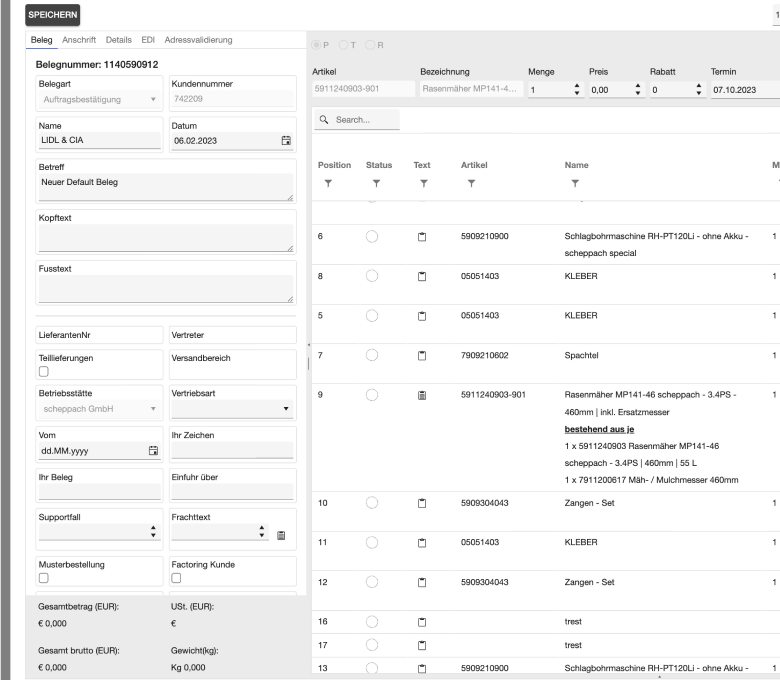 SPEICHERN
1
Beleg Anschrift Details EDI Adressvalidierung
Belegnummer: 1140590912
Belegart
Auftragsbestätigung
Kundennummer
742209
Name
LIDL & CIA
Datum
06.02.2023
Betreff
Neuer Default Beleg
Kopftext
Fusstext
LieferantenNr
Vertreter
Teillieferungen
Versandbereich
Betriebsstätte
scheppach GmbH
Vertriebsart
Vom
dd.MM.yyyy
Ihr Zeichen
Ihr Beleg
Einfuhr über
Supportfall
Frachttext
Musterbestellung
Factoring Kunde
Gesamtbetrag (EUR):
€ 0,000
USt. (EUR):
€
Gesamt brutto (EUR):
€ 0,000
Gewicht(kg):
Kg 0,000
P T R
Artikel Bezeichnung Menge Preis Rabatt Termin
5911240903-901 Rasenmäher MP141-4... 1 0,00 0 07.10.2023
Search...
Position Status Text Artikel Name M
6 5909210900 Schlagbohrmaschine RH-PT120Li - ohne Akku - 1
scheppach special
8 05051403 KLEBER 1
5 05051403 KLEBER 1
7 7909210602 Spachtel 1
9 5911240903-901 Rasenmäher MP141-46 scheppach - 3.4PS - 1
460mm | inkl. Ersatzmesser
bestehend aus je
1 x 5911240903 Rasenmäher MP141-46
scheppach - 3.4PS | 460mm | 55 L
1 x 7911200617 Mäh- / Mulchmesser 460mm
10 5909304043 Zangen - Set 1
11 05051403 KLEBER 1
12 5909304043 Zangen - Set 1
16 trest 1
17 trest 1
13 5909210900 Schlagbohrmaschine RH-PT120Li - ohne Akku - 1